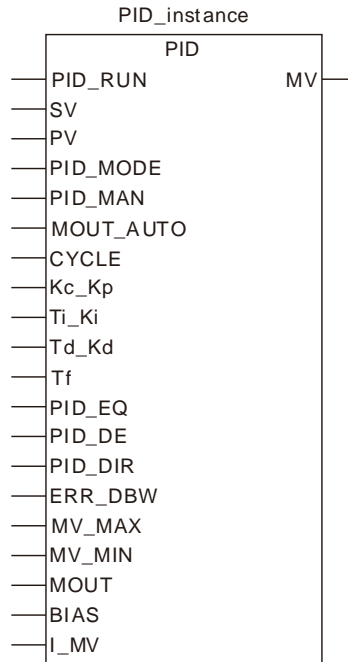 PID_instance
PID
PID_RUN MV
SV
PV
PID_MODE
PID_MAN
MOUT_AUTO
CYCLE
Kc_Kp
Ti_Ki
Td_Kd
Tf
PID_EQ
PID_DE
PID_DIR
ERR_DBW
MV_MAX
MV_MIN
MOUT
BIAS
I_MV